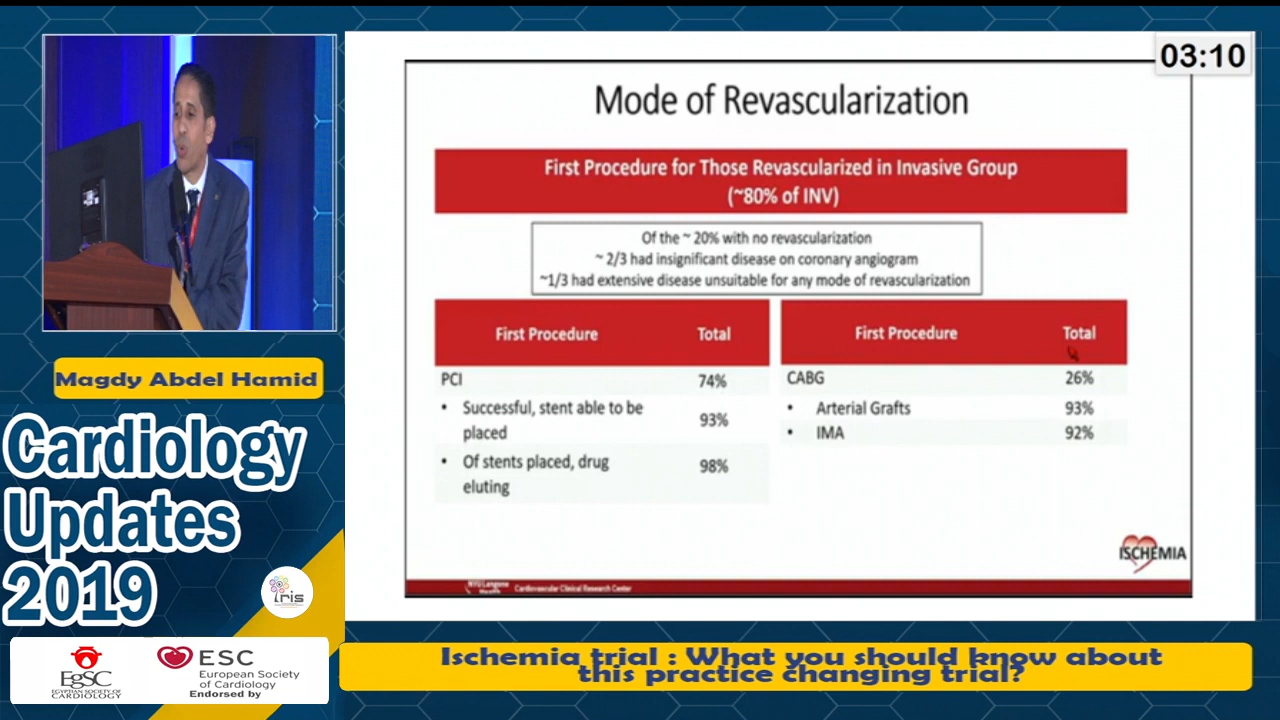 03:10
Mode of Revascularization
First Procedure for Those Revascularized in Invasive Group
(~80% of INV)
Of the ~ 20% with no revascularization
~ 2/3 had insignificant disease on coronary angiogram
~1/3 had extensive disease unsuitable for any mode of revascularization
First Procedure Total
PCI 74%
• Successful, stent able to be
placed 93%
• Of stents placed, drug
eluting 98%
First Procedure Total
CABG 26%
• Arterial Grafts 93%
• IMA 92%
ISCHEMIA
NYU Langone
Health
Cardiovascular Clinical Research Center
Magdy Abdel Hamid
Cardiology
Updates
2019
iris
EgSC
EGYPTIAN SOCIETY OF
CARDIOLOGY
ESC
European Society
of Cardiology
Endorsed by
Ischemia trial : What you should know about
this practice changing trial?